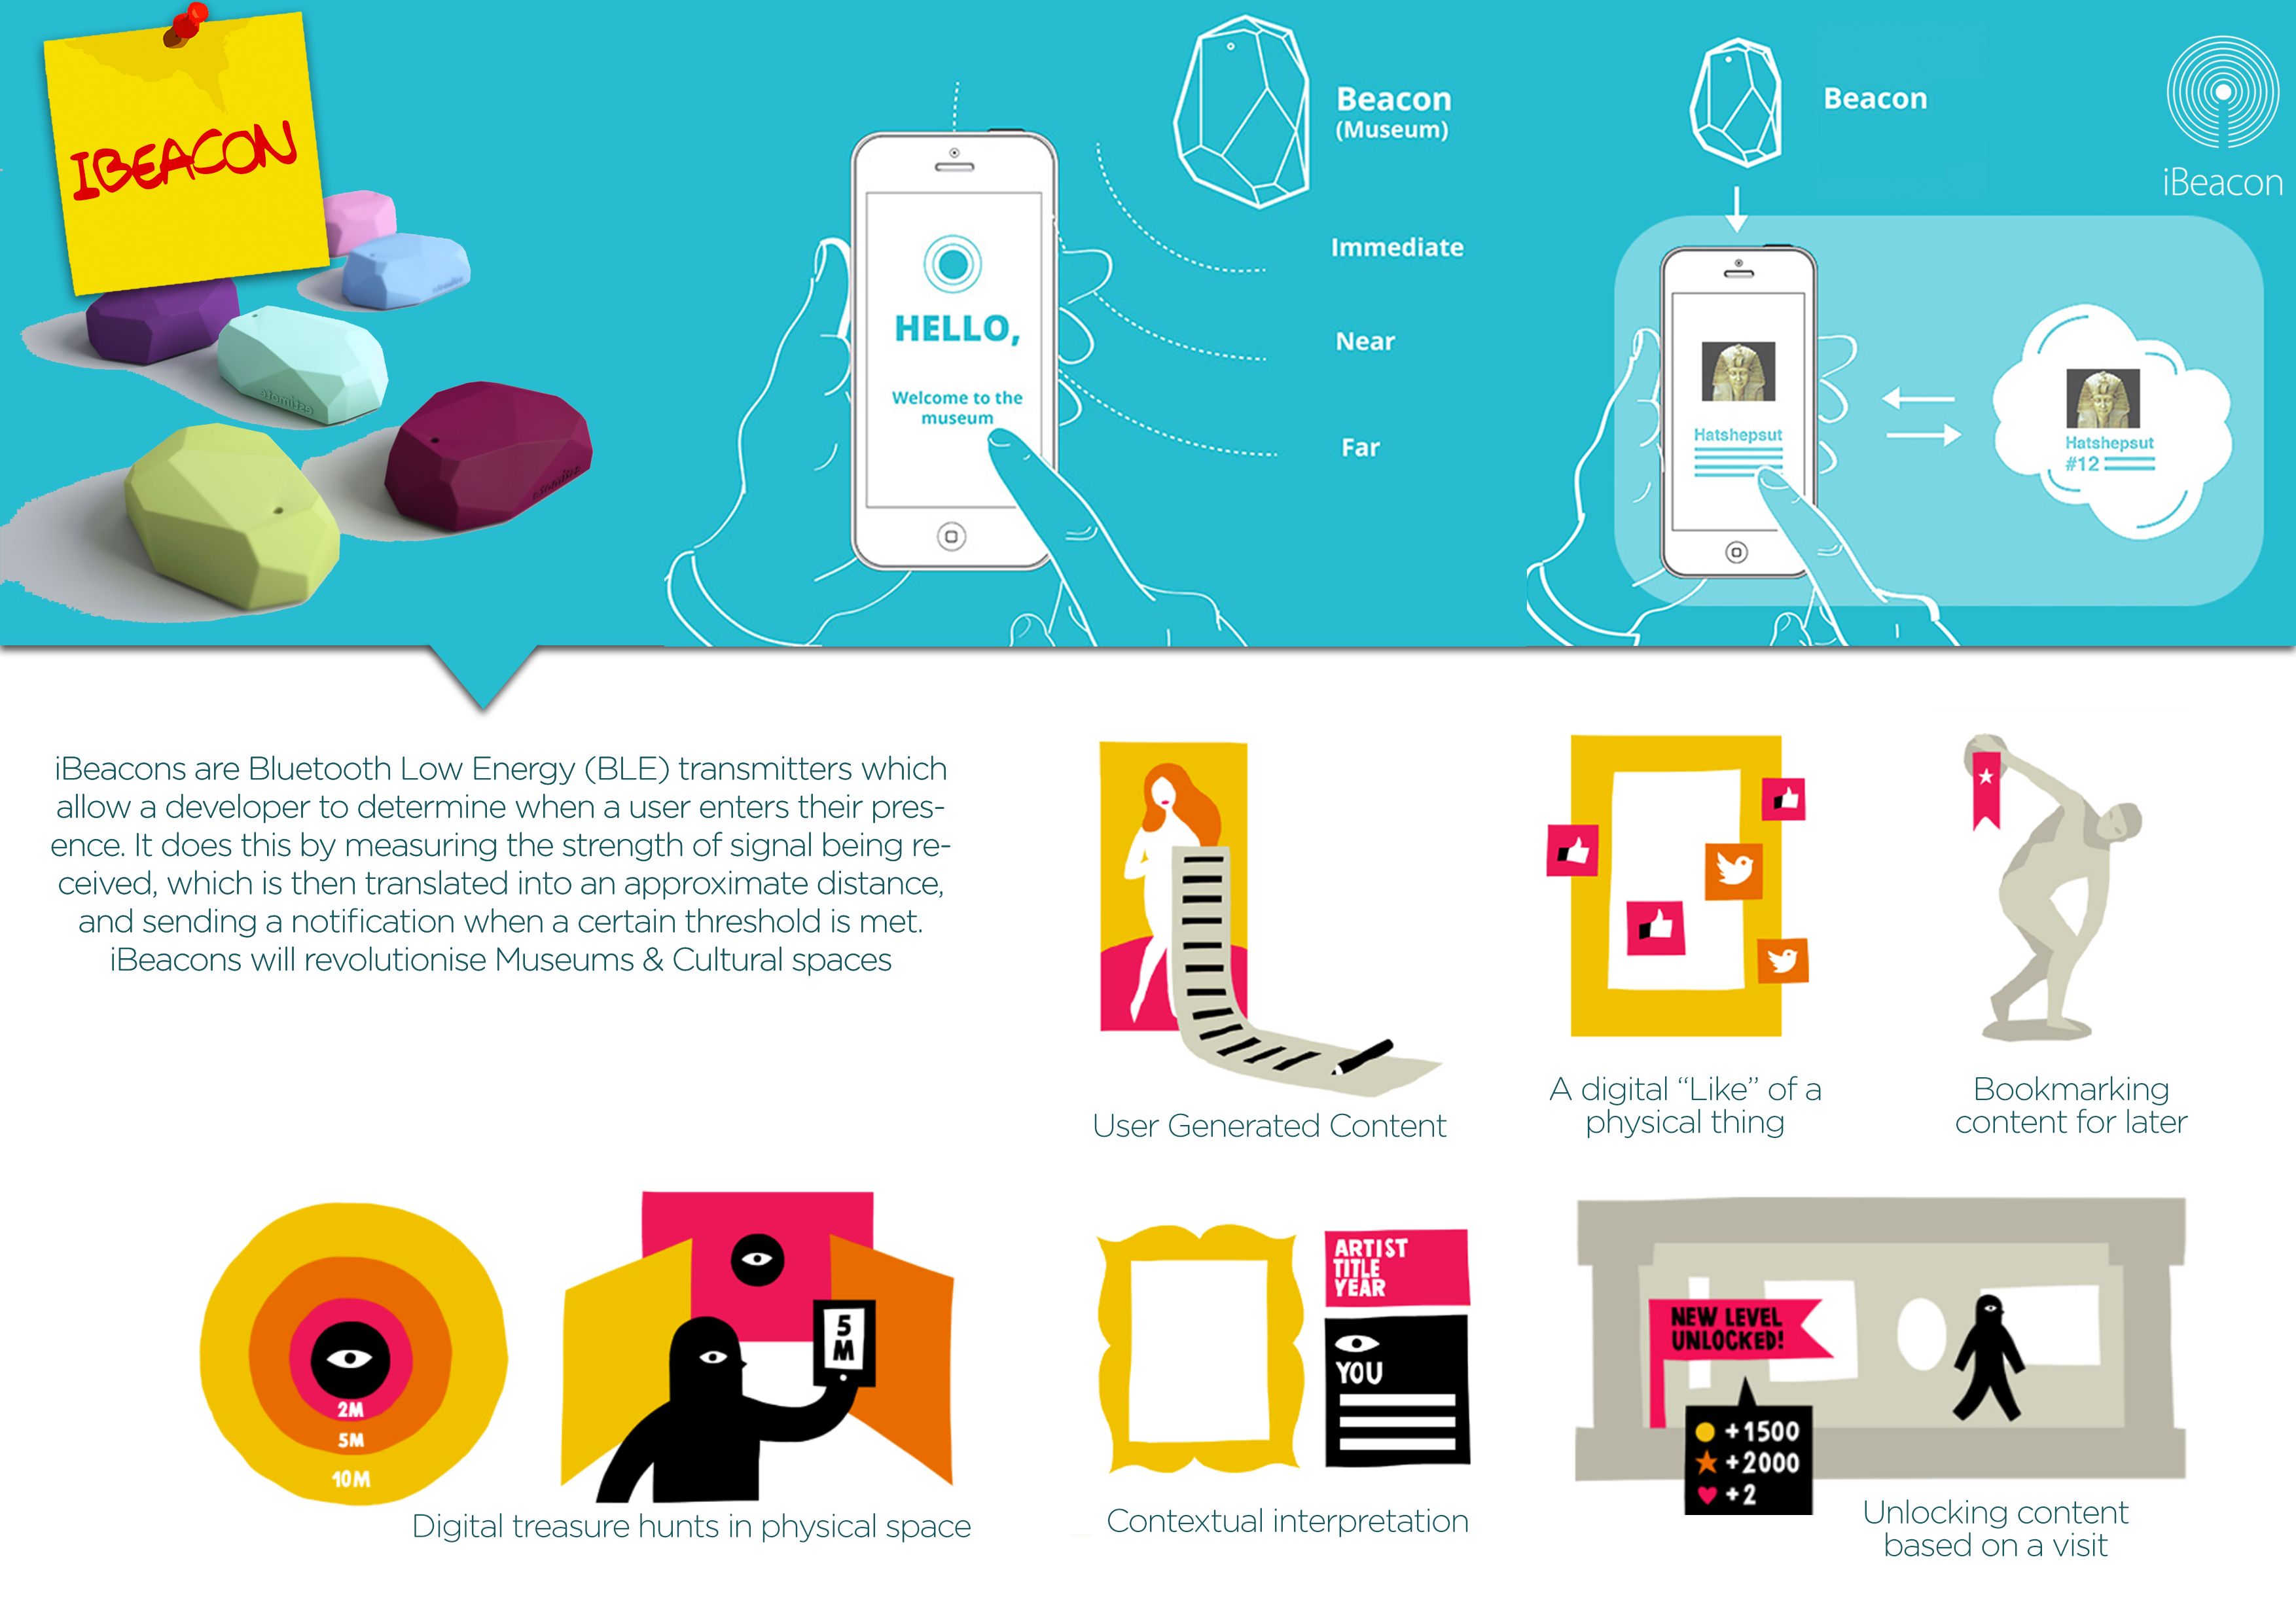 IBEACON
HELLO,
Welcome to the
museum
Beacon
(Museum)
Immediate
Near
Far
Beacon
iBeacon
Hatshepsut
Hatshepsut
#12
iBeacons are Bluetooth Low Energy (BLE) transmitters which
allow a developer to determine when a user enters their pres-
ence. It does this by measuring the strength of signal being re-
ceived, which is then translated into an approximate distance,
and sending a notification when a certain threshold is met.
iBeacons will revolutionise Museums & Cultural spaces
User Generated Content
A digital “Like” of a
physical thing
Bookmarking
content for later
2M
5M
10M
5
M
Digital treasure hunts in physical space
ARTIST
TITLE
YEAR
YOU
Contextual interpretation
NEW LEVEL
UNLOCKED!
+1500
+2000
+2
Unlocking content
based on a visit